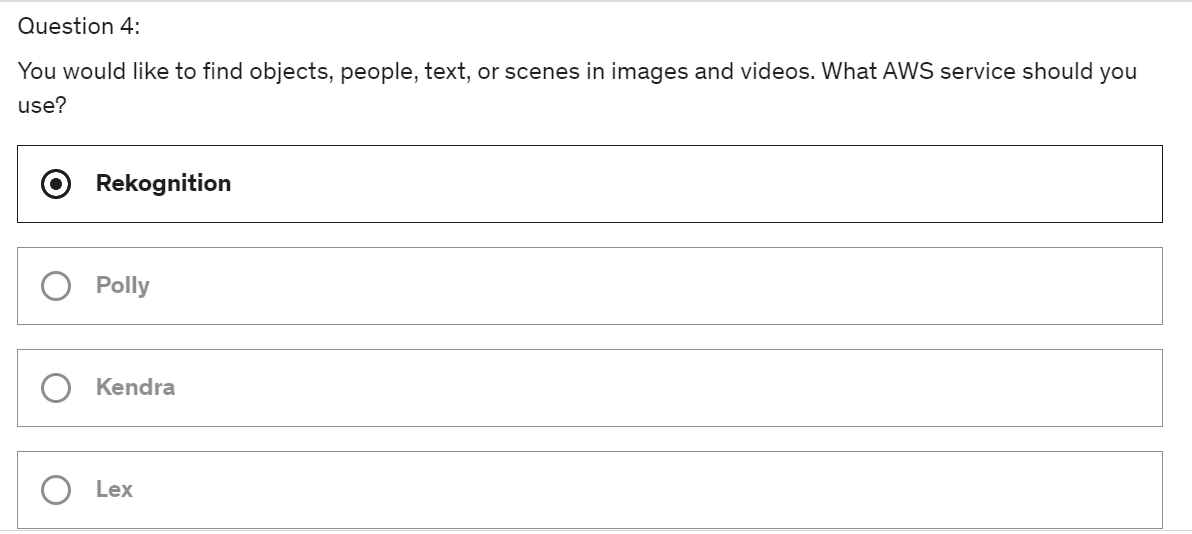 Question 4:
You would like to find objects, people, text, or scenes in images and videos. What AWS service should you
use?
Rekognition
Polly
Kendra
Lex